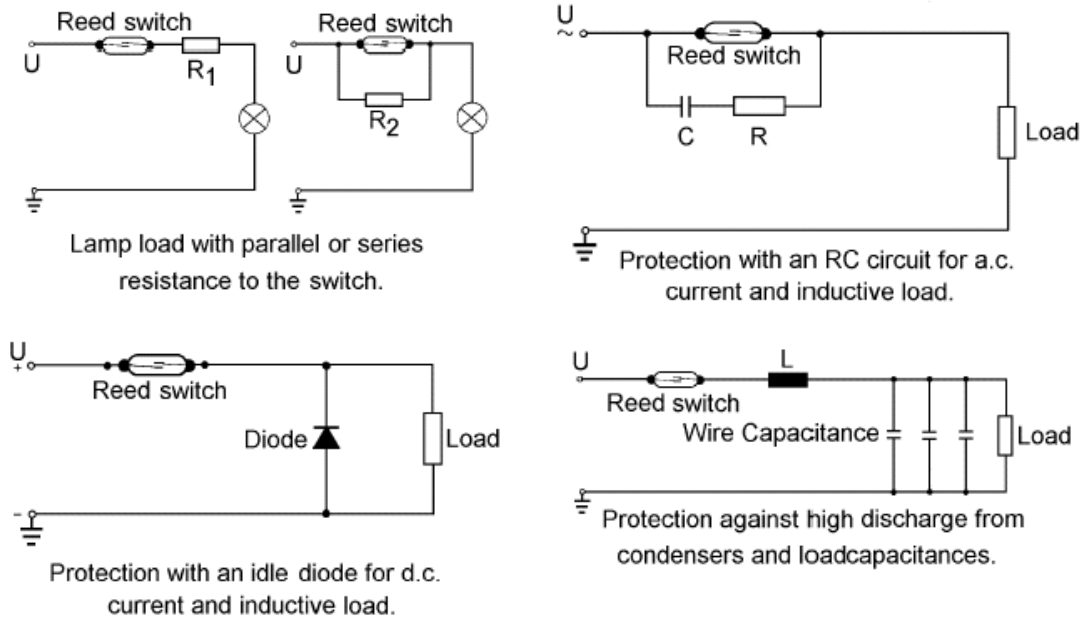 Reed switch
U
R1
Reed switch
U
R2
Lamp load with parallel or series
resistance to the switch.
U
~
Reed switch
C R
Load
Protection with an RC circuit for a.c.
current and inductive load.
U
+
Reed switch
Diode
Load
-
Protection with an idle diode for d.c.
current and inductive load.
U
L
Reed switch
Wire Capacitance
Load
Protection against high discharge from
condensers and loadcapacitances.